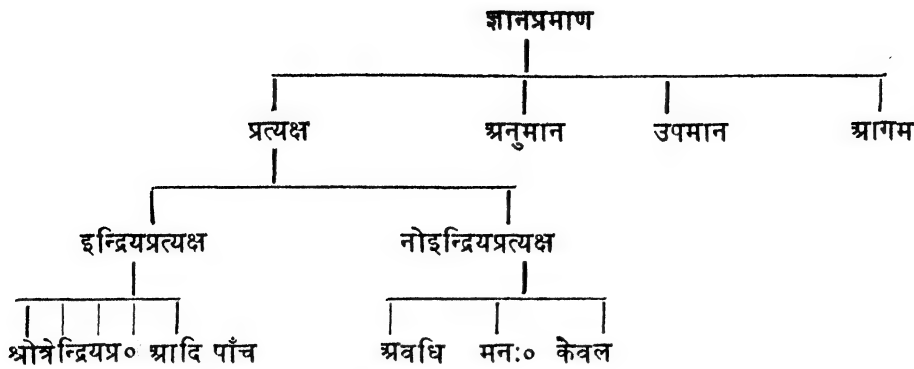 ज्ञानप्रमाण
प्रत्यक्ष अनुमान उपमान आगम
इन्द्रियप्रत्यक्ष नोइन्द्रियप्रत्यक्ष
श्रोत्रेन्द्रियप्र० आदि पाँच अवधि मनः० केवल